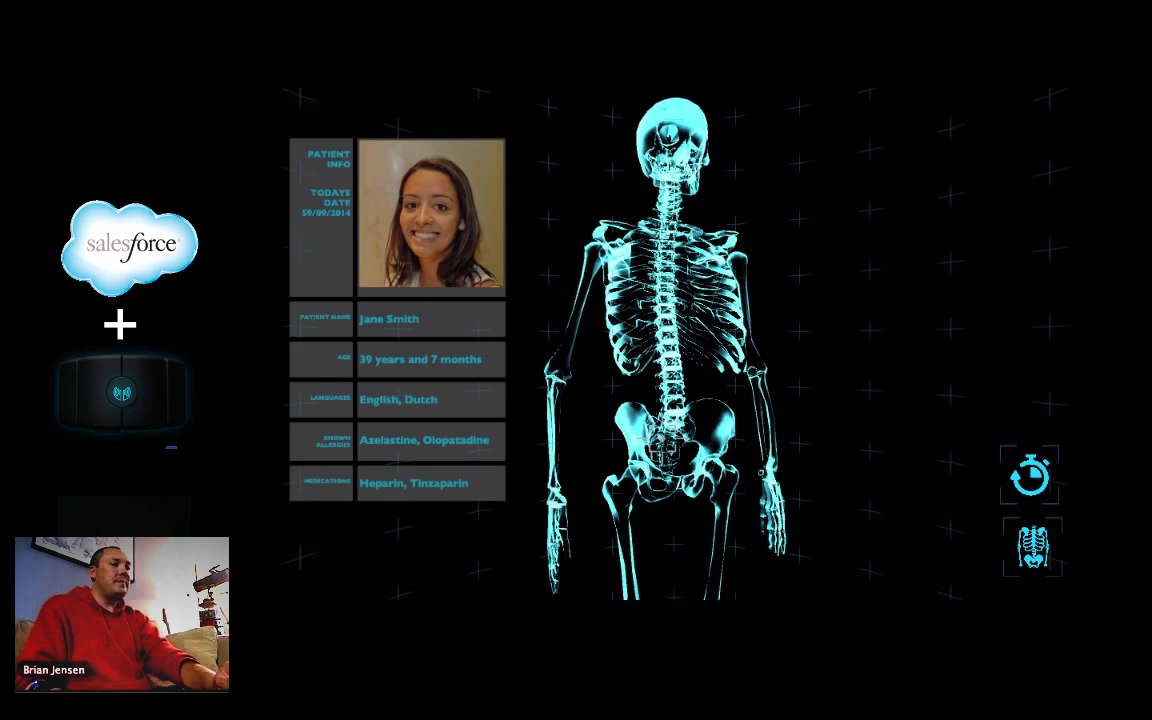 salesforce
PATIENT
INFO
TODAYS
DATE
59/09/2014
PATIENT NAME
Jane Smith
AGE
39 years and 7 months
LANGUAGES
English, Dutch
KNOWN
ALLERGIES
Azelastine, Olopatadine
MEDICATIONS
Heparin, Tinzaparin
Brian Jensen